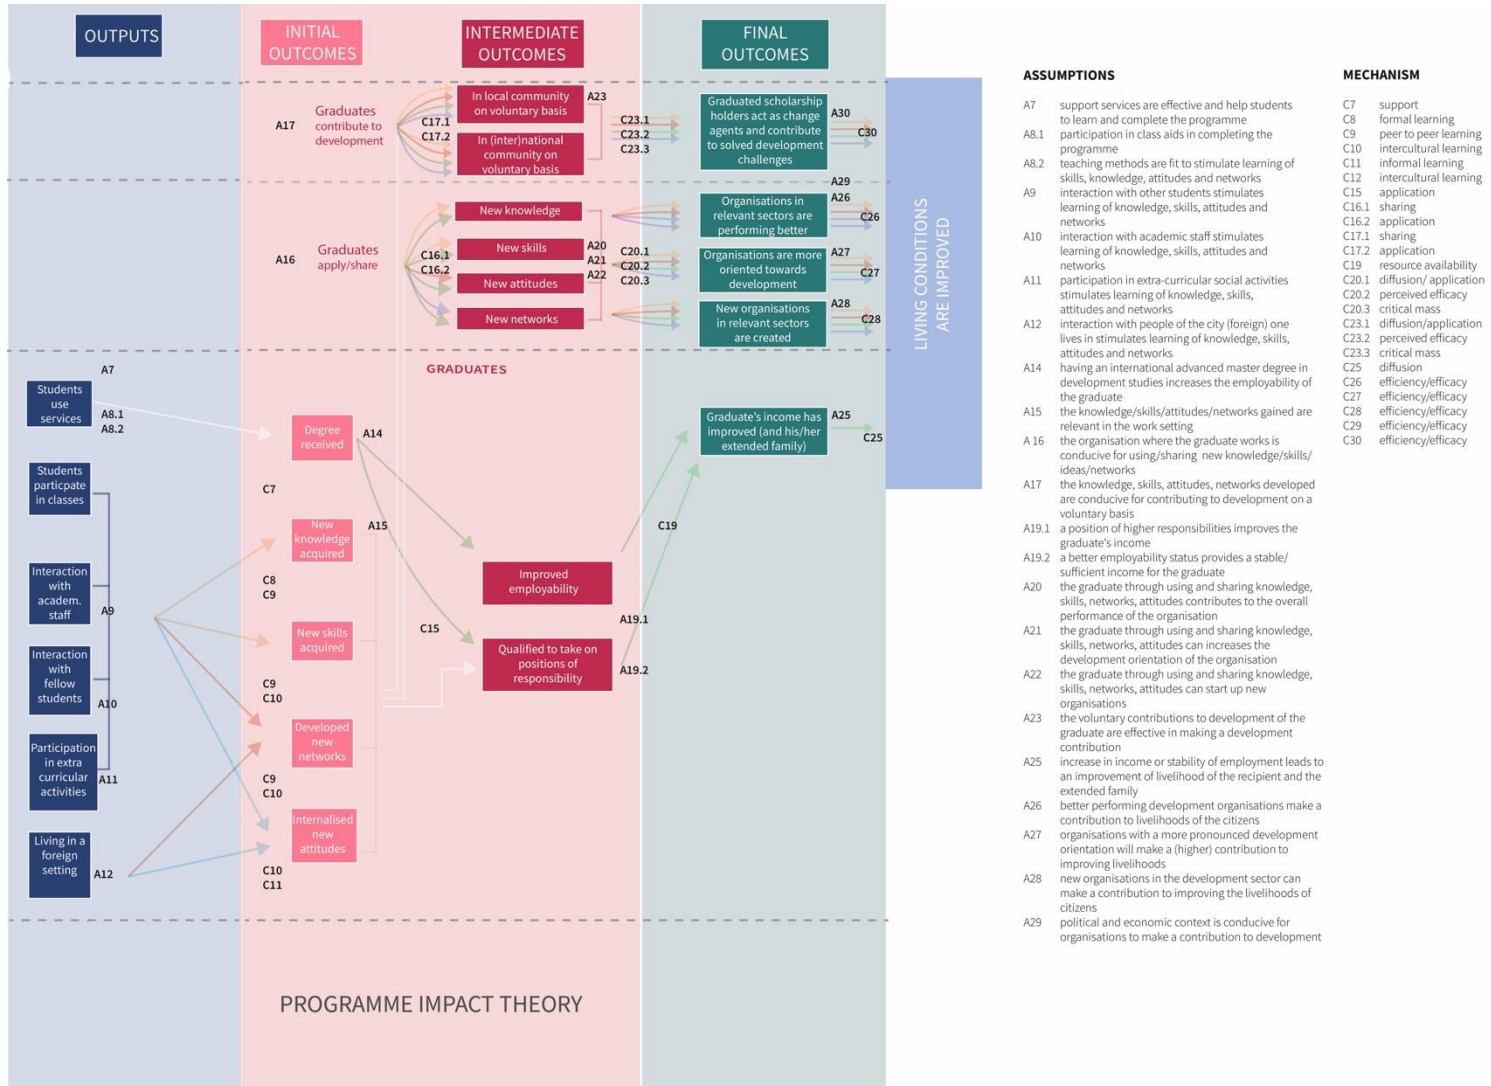 OUTPUTS
INITIAL
OUTCOMES
INTERMEDIATE
OUTCOMES
FINAL
OUTCOMES
A17
Graduates
contribute to
development
C17.1
C17.2
In local community
on voluntary basis
In (inter)national
community on
voluntary basis
A23
C23.1
C23.2
C23.3
Graduated scholarship
holders act as change
agents and contribute
to solved development
challenges
A30
C30
A29
A16
Graduates
apply/share
C16.1
C16.2
New knowledge
New skills
New attitudes
New networks
A20
A21
A22
C20.1
C20.2
C20.3
Organisations in
relevant sectors are
performing better
A26
C26
Organisations are more
oriented towards
development
A27
C27
New organisations
in relevant sectors
are created
A28
C28
LIVING CONDITIONS
ARE IMPROVED
GRADUATES
A7
Students
use
services
A8.1
A8.2
Students
particpate
in classes
Interaction
with
academ.
staff
A9
Interaction
with
fellow
students
A10
Participation
in extra
curricular
activities
A11
Living in a
foreign
setting
A12
Degree
received
A14
C7
New
knowledge
acquired
A15
C8
C9
New skills
acquired
C15
C9
C10
Developed
new
networks
C9
C10
Internalised
new
attitudes
C10
C11
Improved
employability
Qualified to take on
positions of
responsibility
A19.1
A19.2
C19
Graduate's income has
improved (and his/her
extended family)
A25
C25
PROGRAMME IMPACT THEORY
ASSUMPTIONS
A7 support services are effective and help students
to learn and complete the programme
A8.1 participation in class aids in completing the
programme
A8.2 teaching methods are fit to stimulate learning of
skills, knowledge, attitudes and networks
A9 interaction with other students stimulates
learning of knowledge, skills, attitudes and
networks
A10 interaction with academic staff stimulates
learning of knowledge, skills, attitudes and
networks
A11 participation in extra-curricular social activities
stimulates learning of knowledge, skills,
attitudes and networks
A12 interaction with people of the city (foreign) one
lives in stimulates learning of knowledge, skills,
attitudes and networks
A14 having an international advanced master degree in
development studies increases the employability of
the graduate
A15 the knowledge/skills/attitudes/networks gained are
relevant in the work setting
A 16 the organisation where the graduate works is
conducive for using/sharing new knowledge/skills/
ideas/networks
A17 the knowledge, skills, attitudes, networks developed
are conducive for contributing to development on a
voluntary basis
A19.1 a position of higher responsibilities improves the
graduate's income
A19.2 a better employability status provides a stable/
sufficient income for the graduate
A20 the graduate through using and sharing knowledge,
skills, networks, attitudes contributes to the overall
performance of the organisation
A21 the graduate through using and sharing knowledge,
skills, networks, attitudes can increases the
development orientation of the organisation
A22 the graduate through using and sharing knowledge,
skills, networks, attitudes can start up new
organisations
A23 the voluntary contributions to development of the
graduate are effective in making a development
contribution
A25 increase in income or stability of employment leads to
an improvement of livelihood of the recipient and the
extended family
A26 better performing development organisations make a
contribution to livelihoods of the citizens
A27 organisations with a more pronounced development
orientation will make a (higher) contribution to
improving livelihoods
A28 new organisations in the development sector can
make a contribution to improving the livelihoods of
citizens
A29 political and economic context is conducive for
organisations to make a contribution to development
MECHANISM
C7 support
C8 formal learning
C9 peer to peer learning
C10 intercultural learning
C11 informal learning
C12 intercultural learning
C15 application
C16.1 sharing
C16.2 application
C17.1 sharing
C17.2 application
C19 resource availability
C20.1 diffusion/ application
C20.2 perceived efficacy
C20.3 critical mass
C23.1 diffusion/application
C23.2 perceived efficacy
C23.3 critical mass
C25 diffusion
C26 efficiency/efficacy
C27 efficiency/efficacy
C28 efficiency/efficacy
C29 efficiency/efficacy
C30 efficiency/efficacy